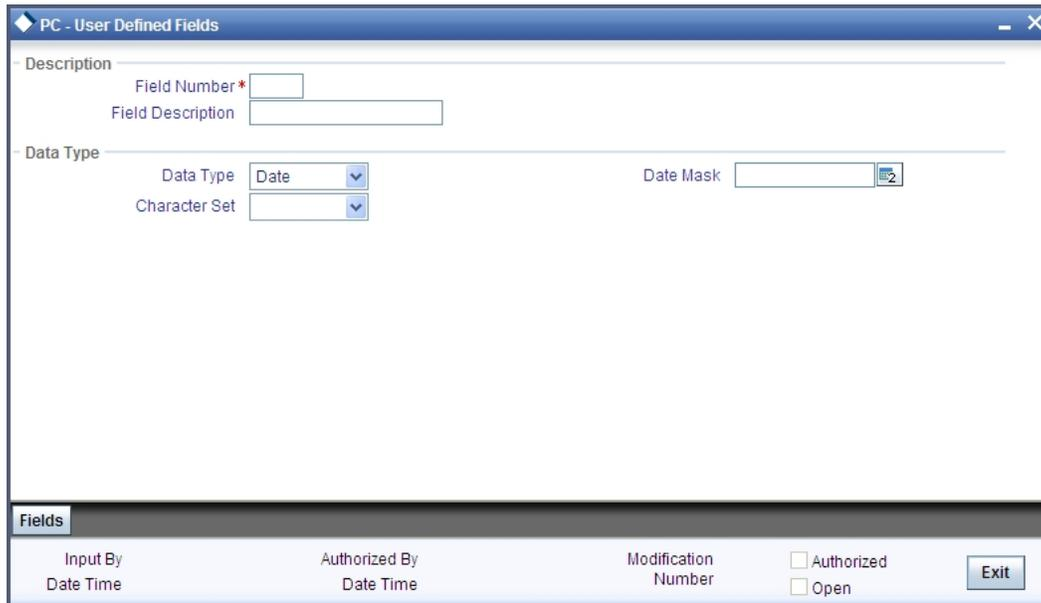 PC - User Defined Fields
Description
Field Number *
Field Description
Data Type
Data Type Date Date Mask
Character Set
Fields
Input By Authorized By Modification Number Authorized
Date Time Date Time Open
Exit